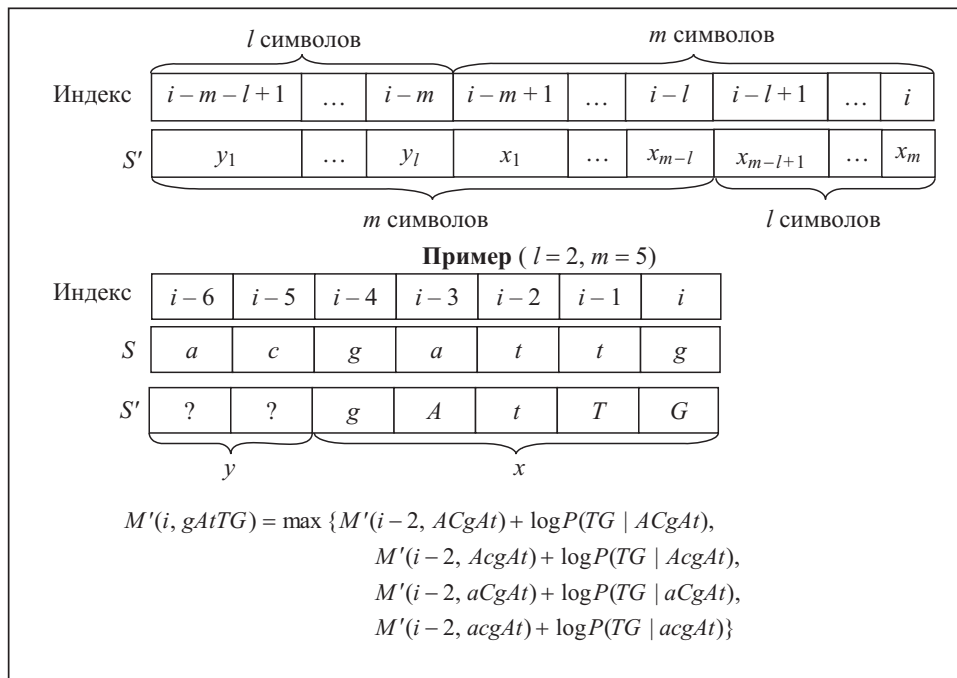 l символов m символов
Индекс i – m – l + 1 … i – m i – m + 1 … i – l i – l + 1 … i
S′ y₁ … yₗ x₁ … xₘ₋ₗ xₘ₋ₗ₊₁ … xₘ
m символов l символов
Пример ( l = 2, m = 5)
Индекс i – 6 i – 5 i – 4 i – 3 i – 2 i – 1 i
S a c g a t t g
S′ ? ? g A t T G
y x
M′(i, gAtTG) = max {M′(i – 2, ACgAt) + logP(TG | ACgAt),
M′(i – 2, AcgAt) + logP(TG | AcgAt),
M′(i – 2, aCgAt) + logP(TG | aCgAt),
M′(i – 2, acgAt) + logP(TG | acgAt)}